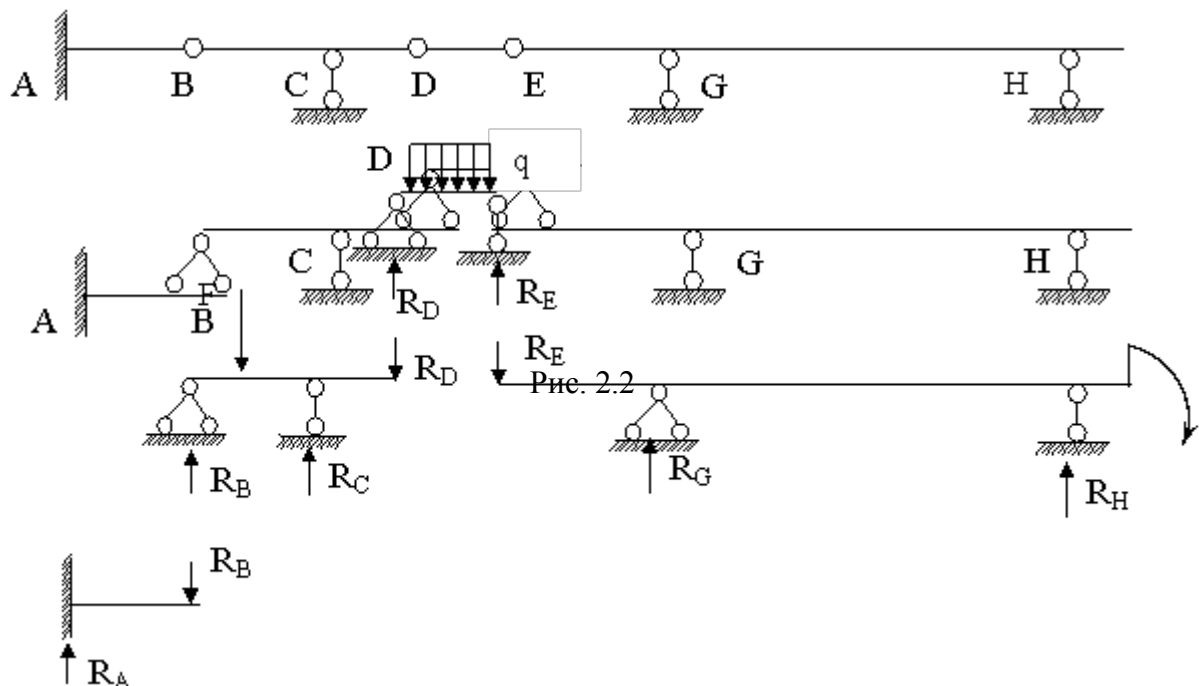 A B C D E G H
D q
C G H
R_D R_E
A F B
R_D R_E
Рис. 2.2
R_B R_C R_G R_H
R_B
R_A